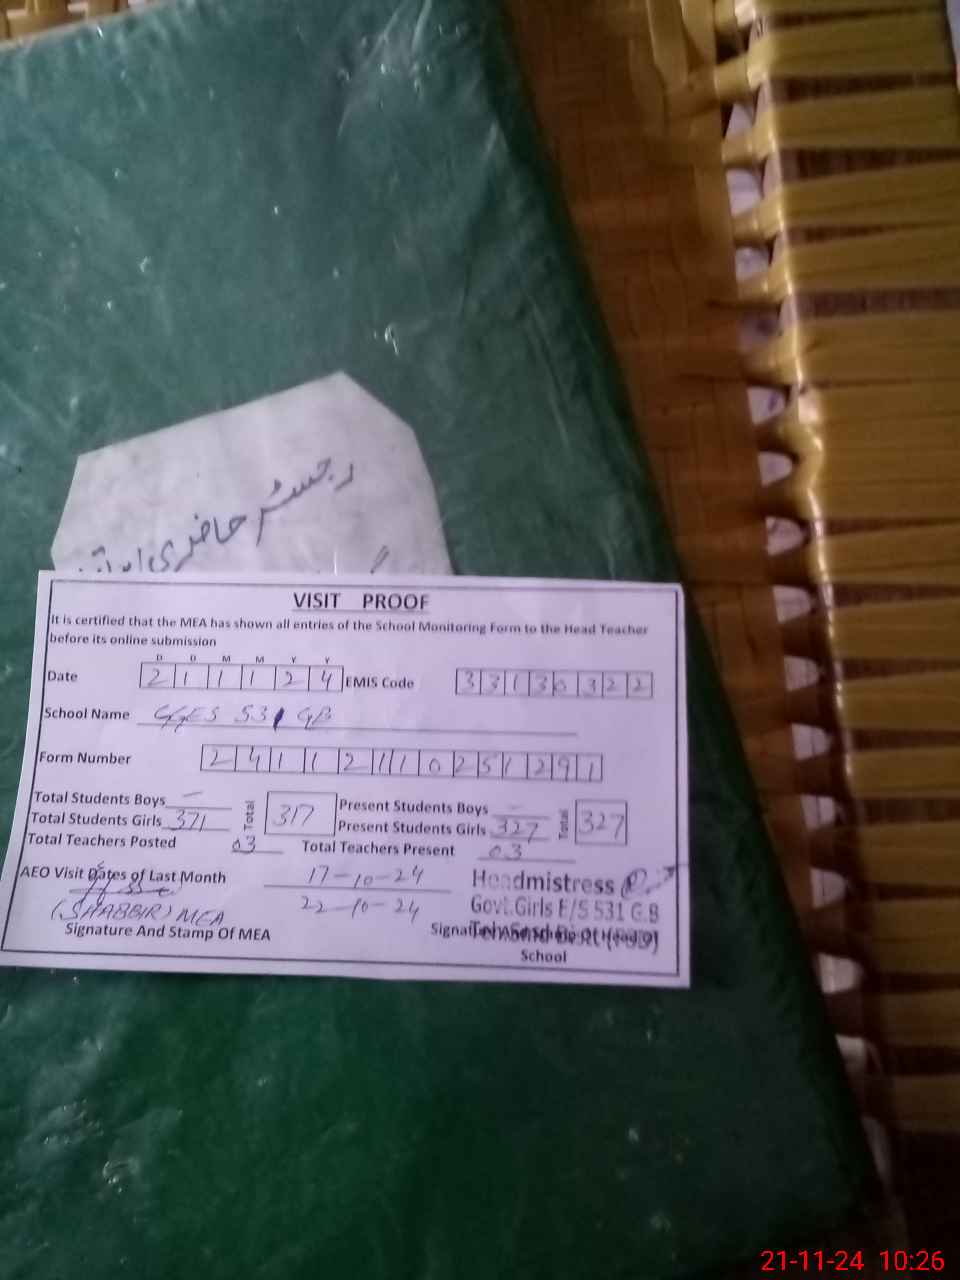 رجسٹر حاضری
VISIT PROOF
It is certified that the MEA has shown all entries of the School Monitoring Form to the Head Teacher
before its online submission
D D M M Y Y
Date 2 1 1 1 2 4 EMIS Code 3 3 1 3 0 3 2 2
School Name GGES 531 GB
Form Number 2 4 1 1 2 1 1 0 2 5 1 2 9 1
Total Students Boys — Total 317 Present Students Boys — Total 327
Total Students Girls 371 Present Students Girls 327
Total Teachers Posted 03 Total Teachers Present 03
AEO Visit Dates of Last Month 17-10-24
22-10-24
(SHABBIR) MEA
Signature And Stamp Of MEA
Headmistress
Govt.Girls E/S 531 G.B
School
21-11-24 10:26